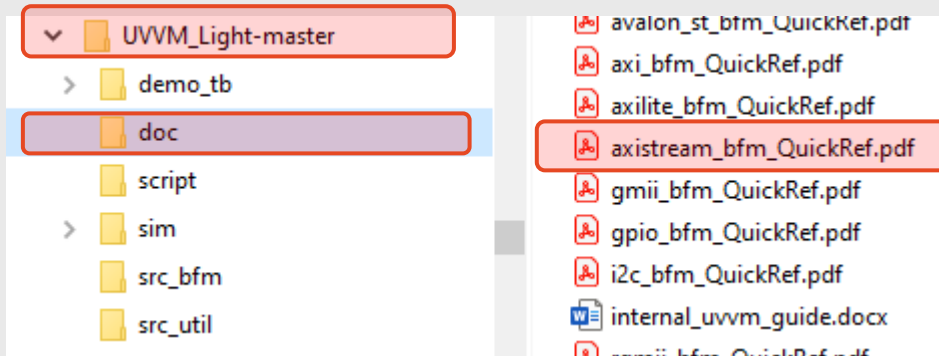 UVVM_Light-master
demo_tb
doc
script
sim
src_bfm
src_util
avalon_st_bfm_QuickRef.pdf
axi_bfm_QuickRef.pdf
axilite_bfm_QuickRef.pdf
axistream_bfm_QuickRef.pdf
gmii_bfm_QuickRef.pdf
gpio_bfm_QuickRef.pdf
i2c_bfm_QuickRef.pdf
internal_uvvm_guide.docx